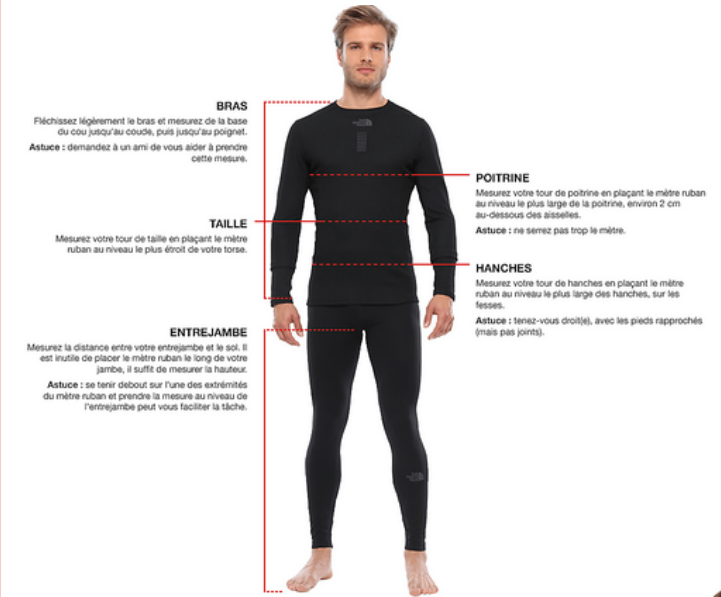 BRAS
Fléchissez légèrement le bras et mesurez de la base
du cou jusqu'au coude, puis jusqu'au poignet.
Astuce : demandez à un ami de vous aider à prendre
cette mesure.
TAILLE
Mesurez votre tour de taille en plaçant le mètre
ruban au niveau le plus étroit de votre torse.
ENTREJAMBE
Mesurez la distance entre votre entrejambe et le sol. Il
est inutile de placer le mètre ruban le long de votre
jambe, il suffit de mesurer la hauteur.
Astuce : se tenir debout sur l'une des extrémités
du mètre ruban et prendre la mesure au niveau de
l'entrejambe peut vous faciliter la tâche.
POITRINE
Mesurez votre tour de poitrine en plaçant le mètre ruban
au niveau le plus large de la poitrine, environ 2 cm
au-dessous des aisselles.
Astuce : ne serrez pas trop le mètre.
HANCHES
Mesurez votre tour de hanches en plaçant le mètre
ruban au niveau le plus large des hanches, sur les
fesses.
Astuce : tenez-vous droit(e), avec les pieds rapprochés
(mais pas joints).